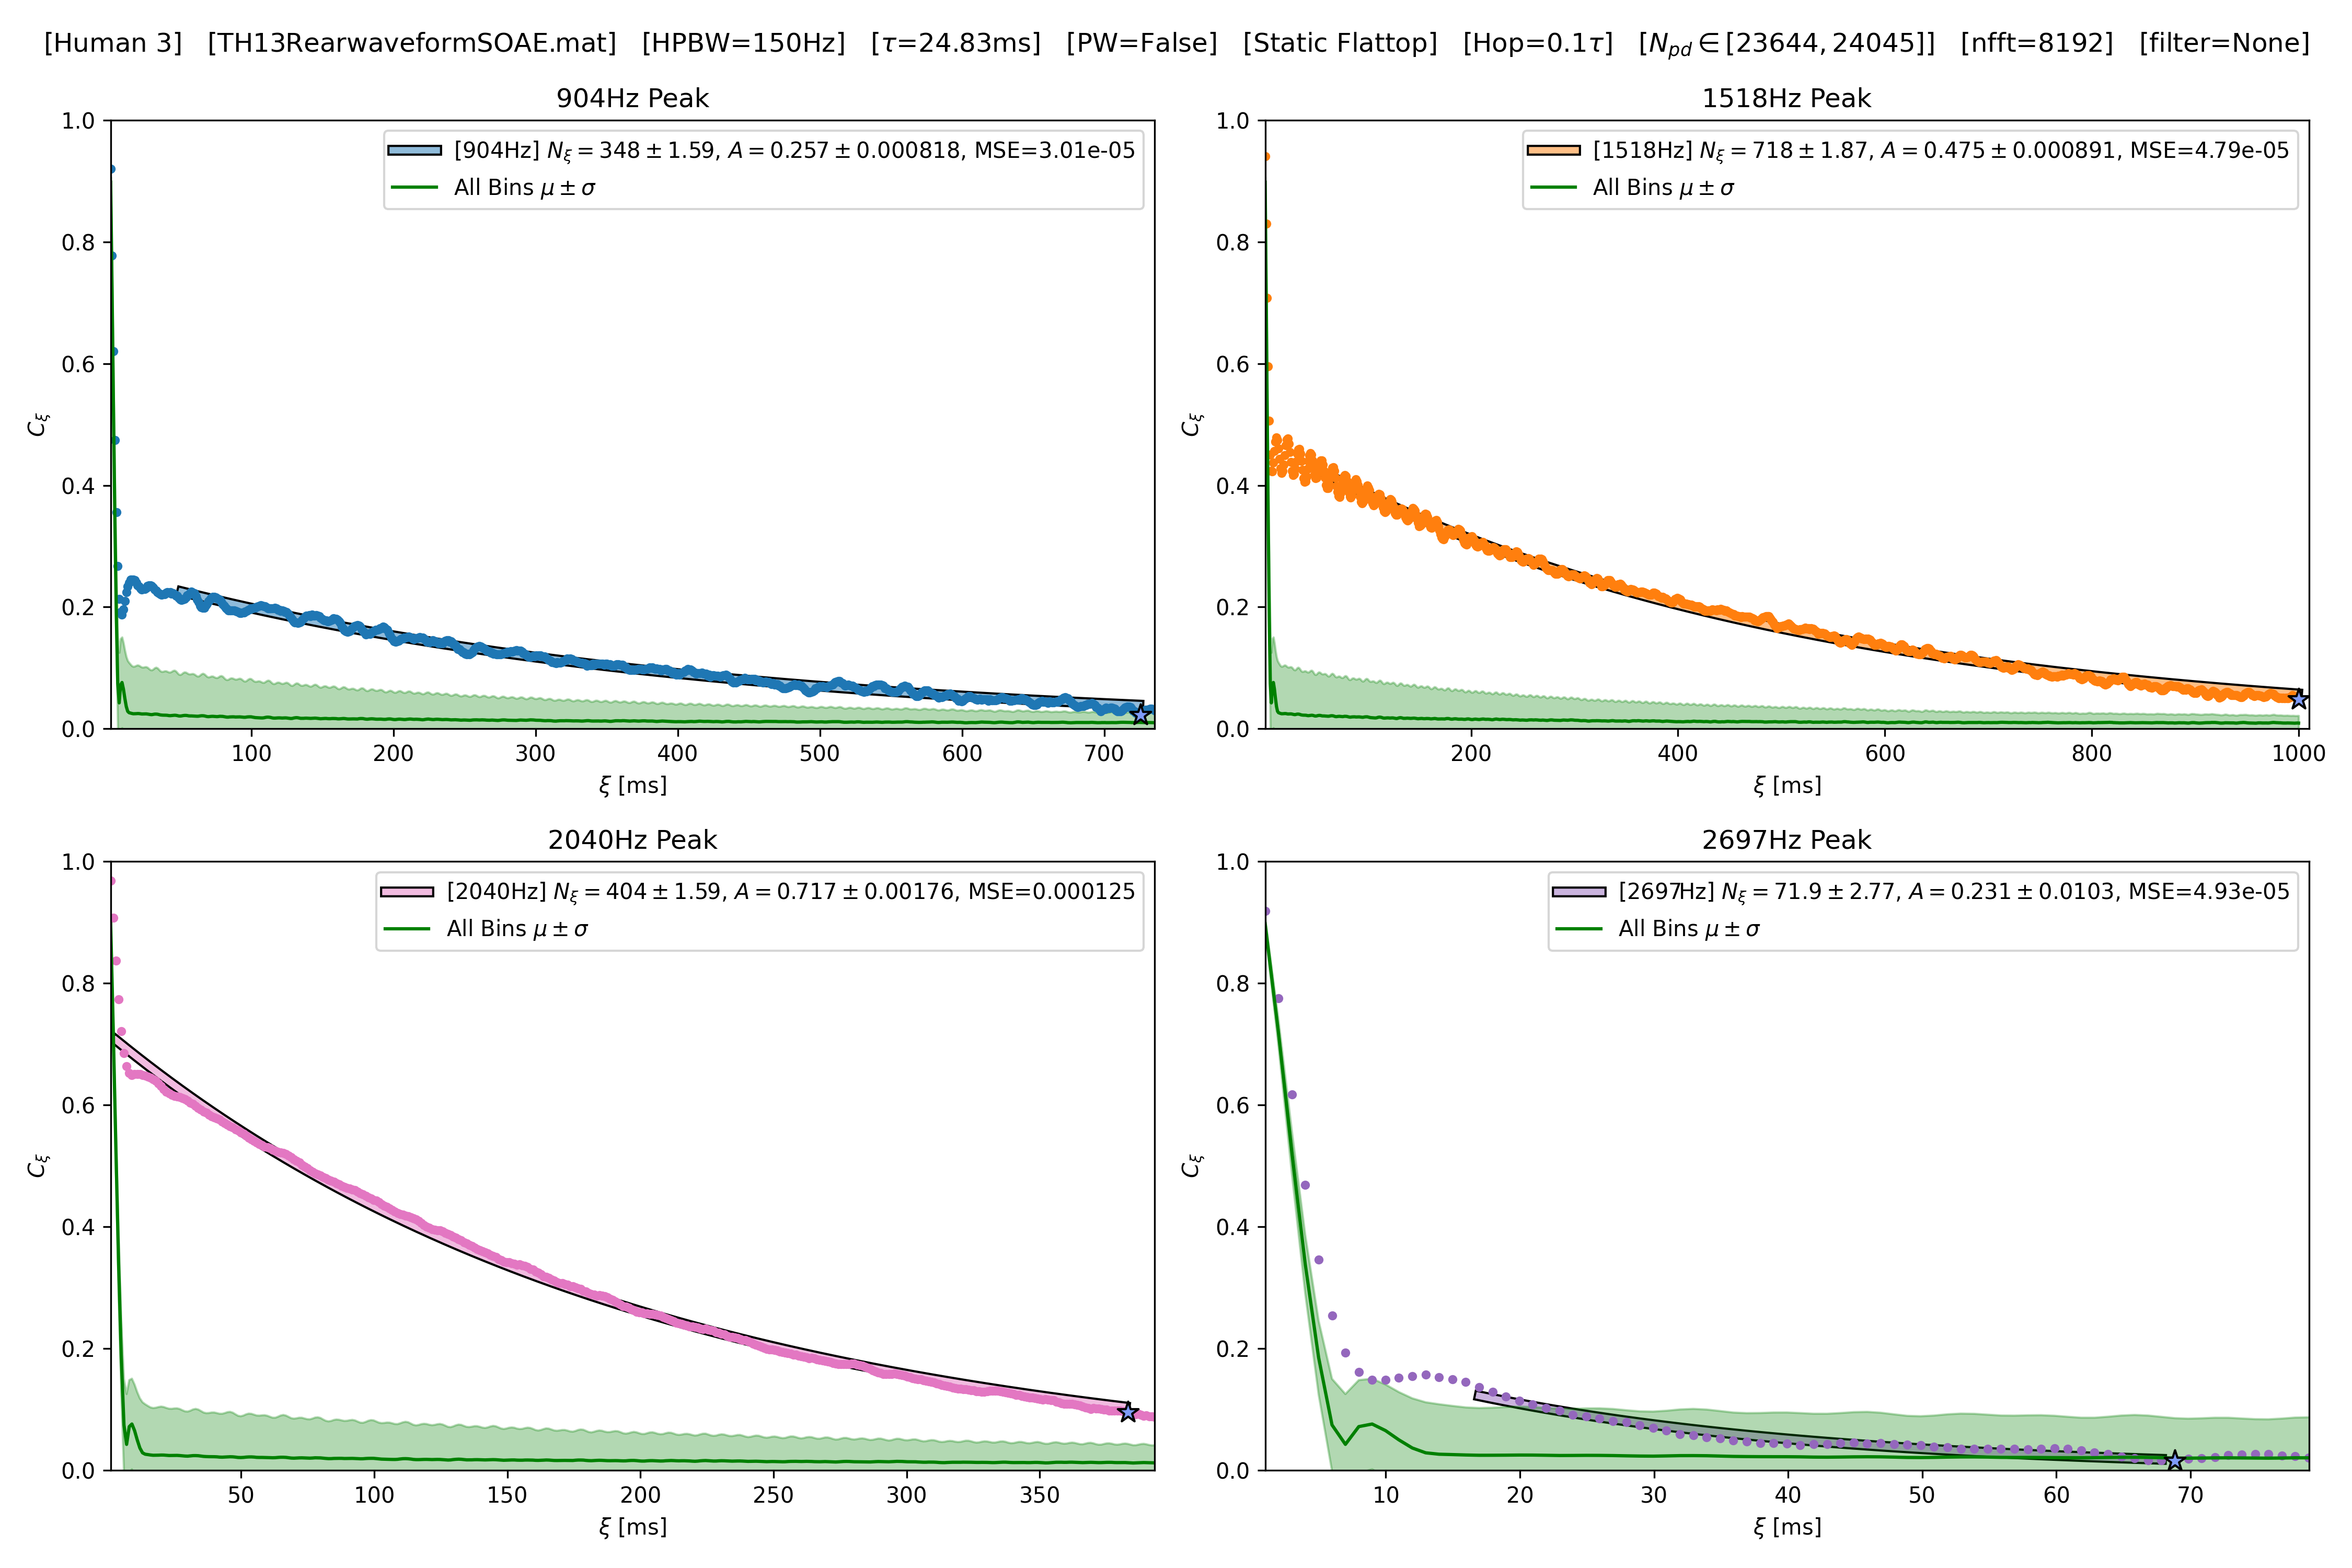 [Human 3] [TH13RearwaveformSOAE.mat] [HPBW=150Hz] [τ=24.83ms] [PW=False] [Static Flattop] [Hop=0.1τ] [N_pd ∈ [23644, 24045]] [nfft=8192] [filter=None]
904Hz Peak
[904Hz] N_ξ = 348 ± 1.59, A = 0.257 ± 0.000818, MSE=3.01e-05
All Bins μ ± σ
1.0
0.8
0.6
0.4
0.2
0.0
C_ξ
100 200 300 400 500 600 700
ξ [ms]
1518Hz Peak
[1518Hz] N_ξ = 718 ± 1.87, A = 0.475 ± 0.000891, MSE=4.79e-05
All Bins μ ± σ
1.0
0.8
0.6
0.4
0.2
0.0
C_ξ
200 400 600 800 1000
ξ [ms]
2040Hz Peak
[2040Hz] N_ξ = 404 ± 1.59, A = 0.717 ± 0.00176, MSE=0.000125
All Bins μ ± σ
1.0
0.8
0.6
0.4
0.2
0.0
C_ξ
50 100 150 200 250 300 350
ξ [ms]
2697Hz Peak
[2697Hz] N_ξ = 71.9 ± 2.77, A = 0.231 ± 0.0103, MSE=4.93e-05
All Bins μ ± σ
1.0
0.8
0.6
0.4
0.2
0.0
C_ξ
10 20 30 40 50 60 70
ξ [ms]